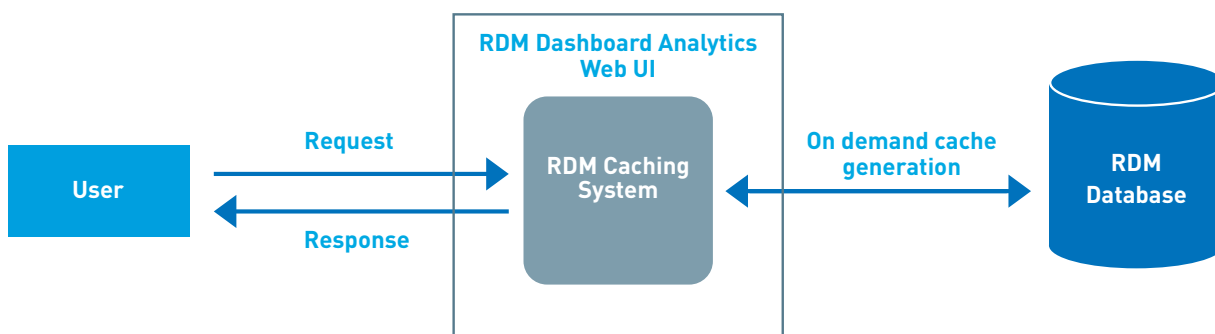 RDM Dashboard Analytics
Web UI
User
Request
Response
RDM Caching
System
On demand cache
generation
RDM
Database